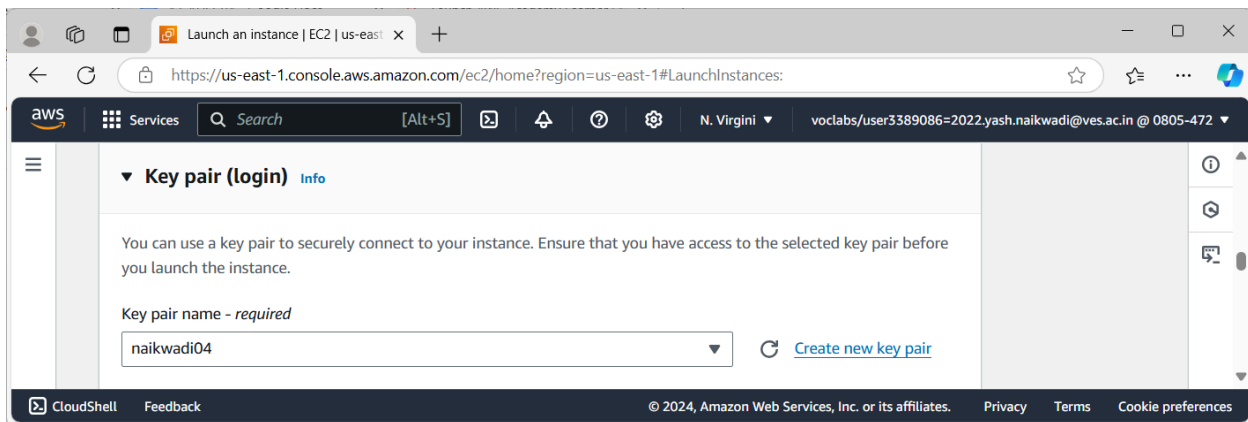 Launch an instance | EC2 | us-east
https://us-east-1.console.aws.amazon.com/ec2/home?region=us-east-1#LaunchInstances:
aws Services Search [Alt+S] N. Virgini voclabs/user3389086=2022.yash.naikwadi@ves.ac.in @ 0805-472
Key pair (login) Info
You can use a key pair to securely connect to your instance. Ensure that you have access to the selected key pair before
you launch the instance.
Key pair name - required
naikwadi04 Create new key pair
CloudShell Feedback © 2024, Amazon Web Services, Inc. or its affiliates. Privacy Terms Cookie preferences